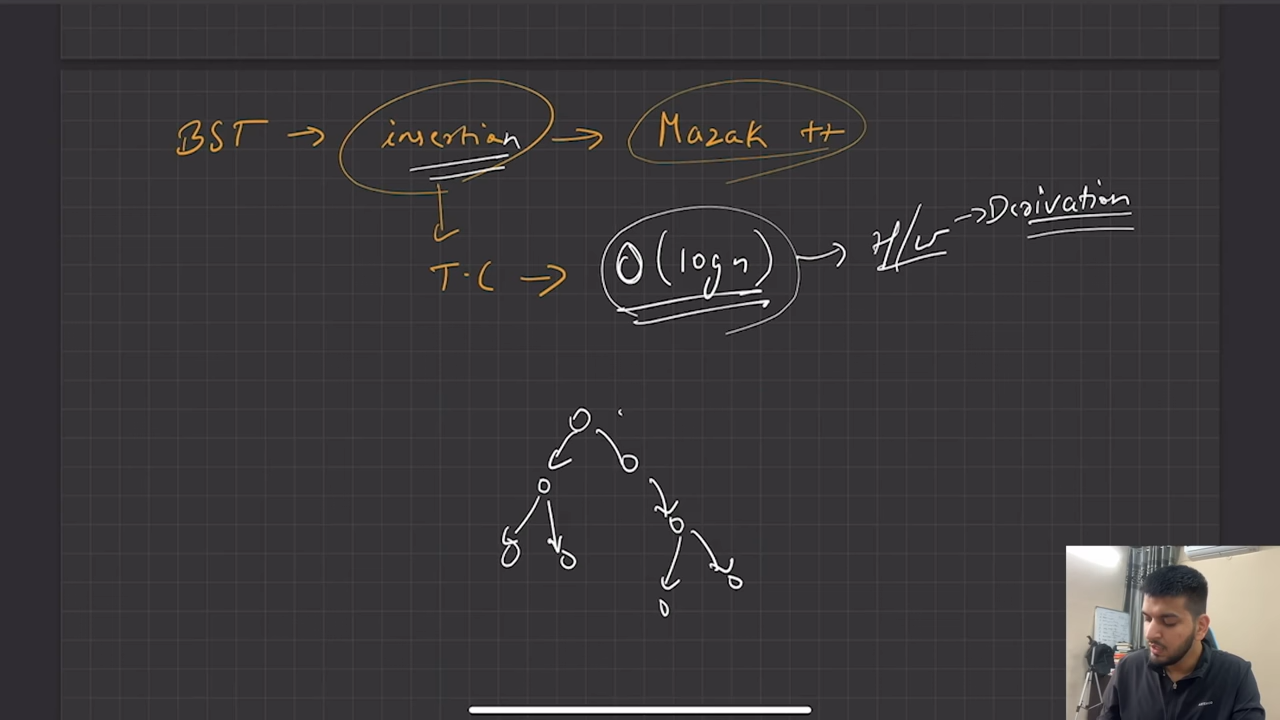 BST → insertion → Mazak ++
T.C → O(log n) → H/W → Derivation